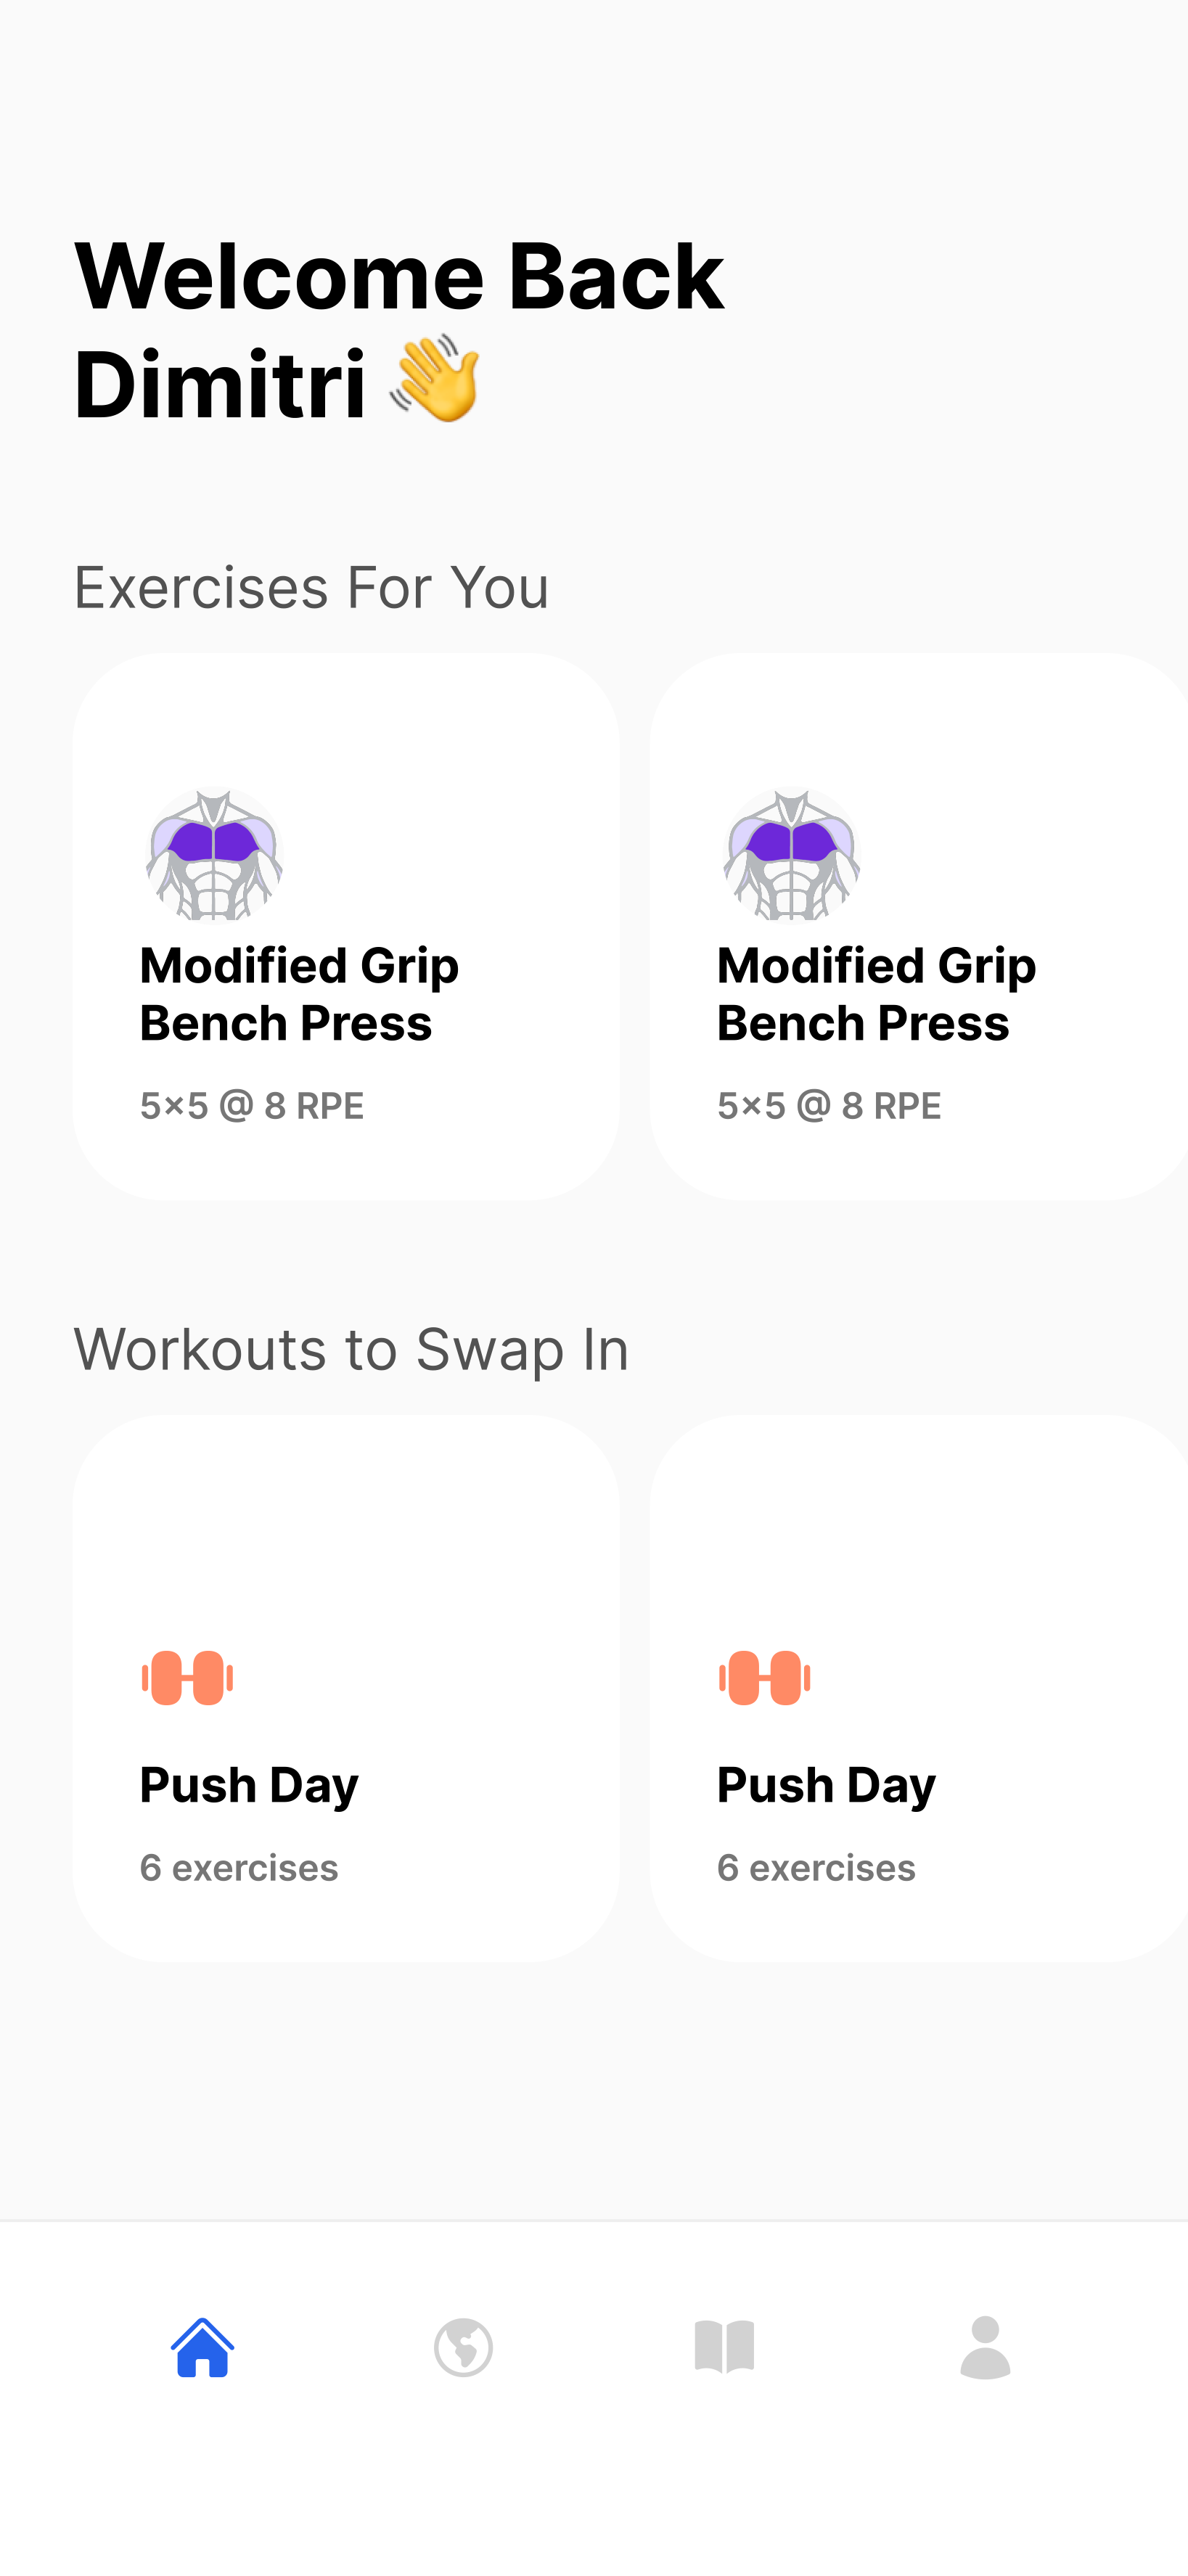 Welcome Back
Dimitri 👋
Exercises For You
Modified Grip
Bench Press
5×5 @ 8 RPE
Modified Grip
Bench Press
5×5 @ 8 RPE
Workouts to Swap In
Push Day
6 exercises
Push Day
6 exercises